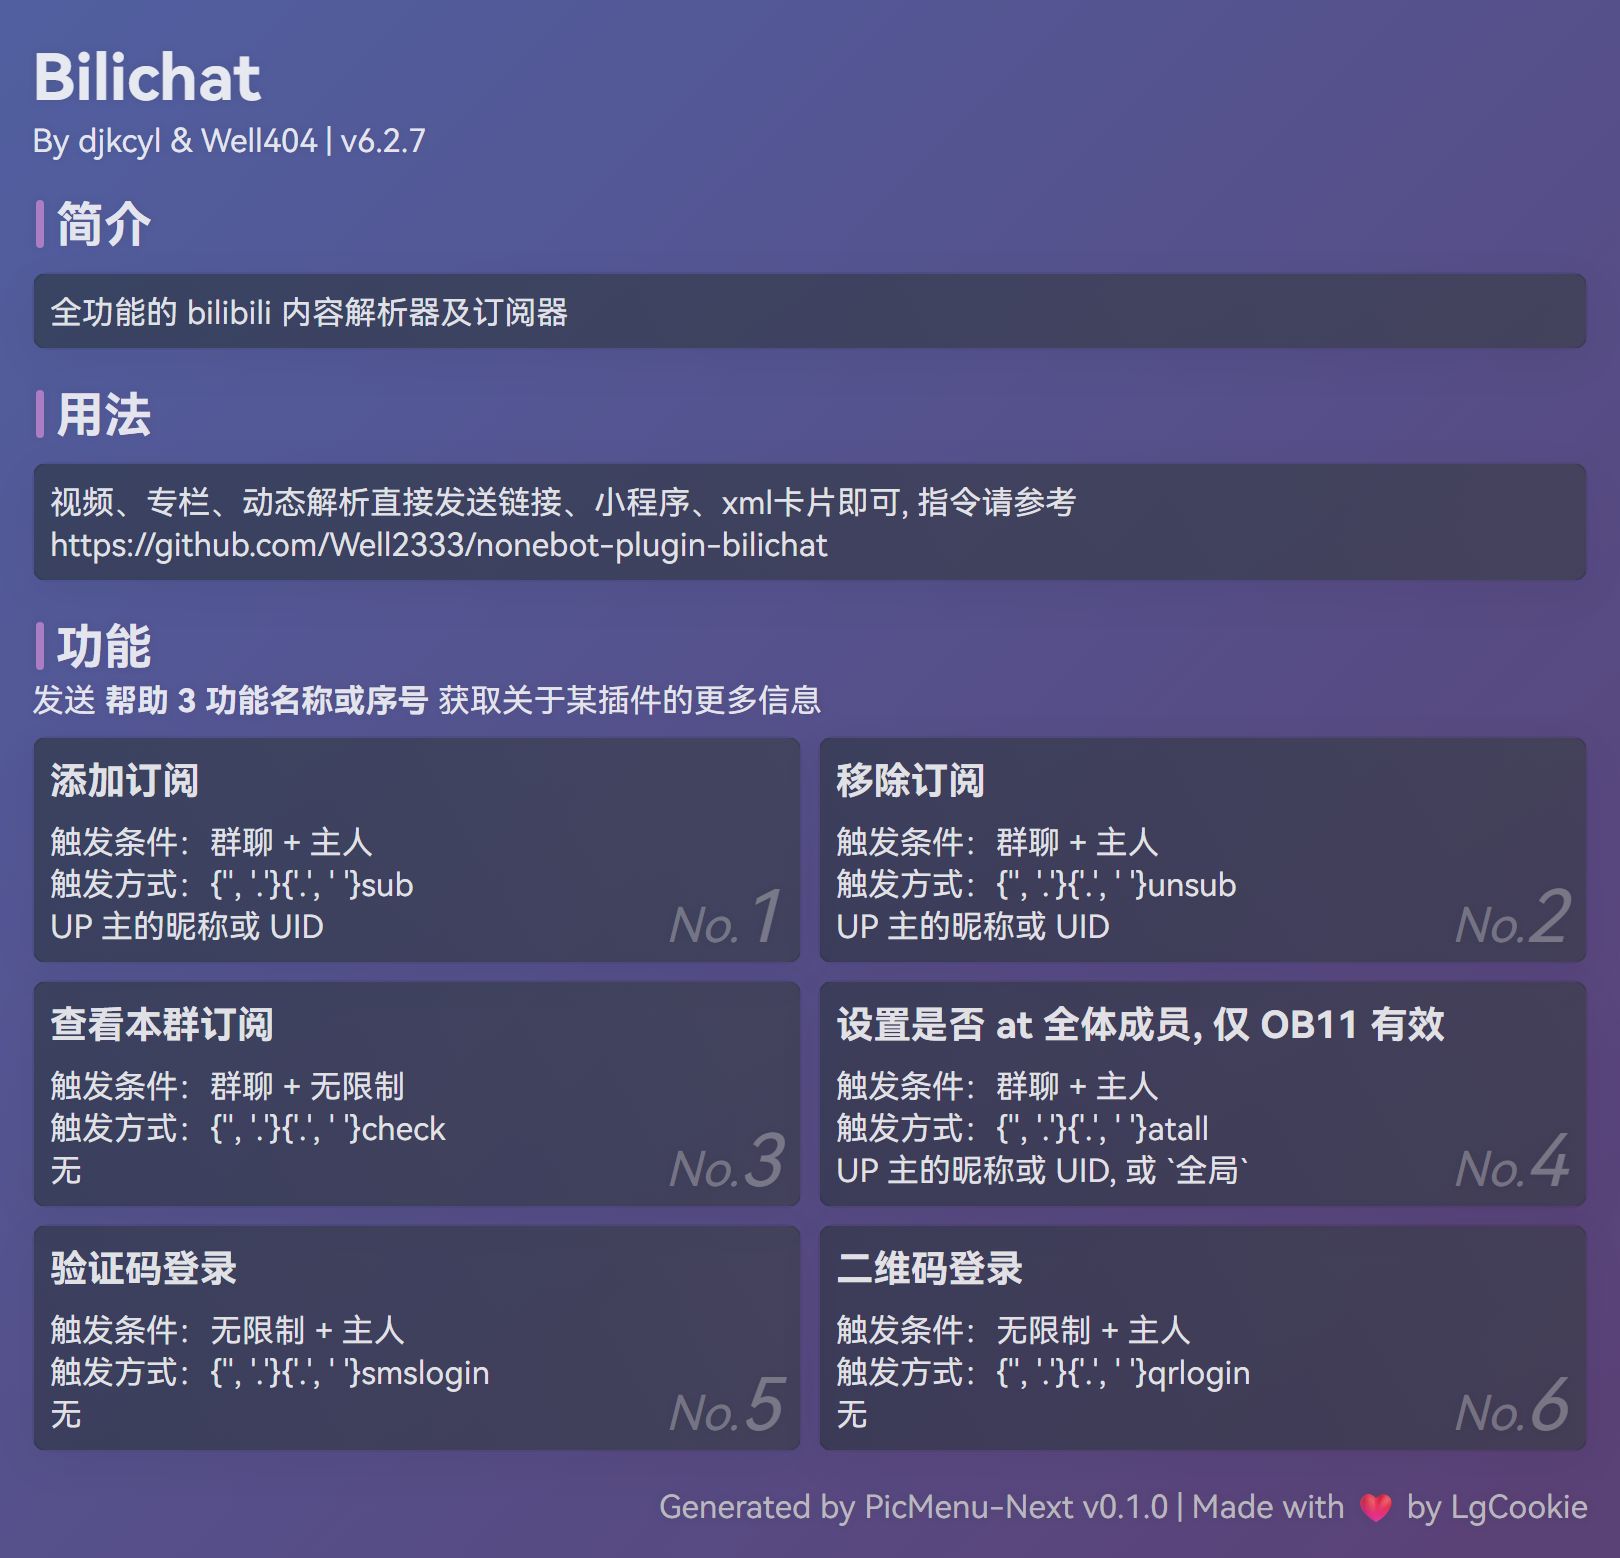 Bilichat
By djkcyl & Well404 | v6.2.7
简介
全功能的 bilibili 内容解析器及订阅器
用法
视频、专栏、动态解析直接发送链接、小程序、xml卡片即可, 指令请参考
https://github.com/Well2333/nonebot-plugin-bilichat
功能
发送 帮助 3 功能名称或序号 获取关于某插件的更多信息
添加订阅
触发条件：群聊 + 主人
触发方式：{'', '.'}{'.', ' '}sub
UP 主的昵称或 UID
No.1
移除订阅
触发条件：群聊 + 主人
触发方式：{'', '.'}{'.', ' '}unsub
UP 主的昵称或 UID
No.2
查看本群订阅
触发条件：群聊 + 无限制
触发方式：{'', '.'}{'.', ' '}check
无
No.3
设置是否 at 全体成员, 仅 OB11 有效
触发条件：群聊 + 主人
触发方式：{'', '.'}{'.', ' '}atall
UP 主的昵称或 UID, 或 `全局`
No.4
验证码登录
触发条件：无限制 + 主人
触发方式：{'', '.'}{'.', ' '}smslogin
无
No.5
二维码登录
触发条件：无限制 + 主人
触发方式：{'', '.'}{'.', ' '}qrlogin
无
No.6
Generated by PicMenu-Next v0.1.0 | Made with ❤️ by LgCookie